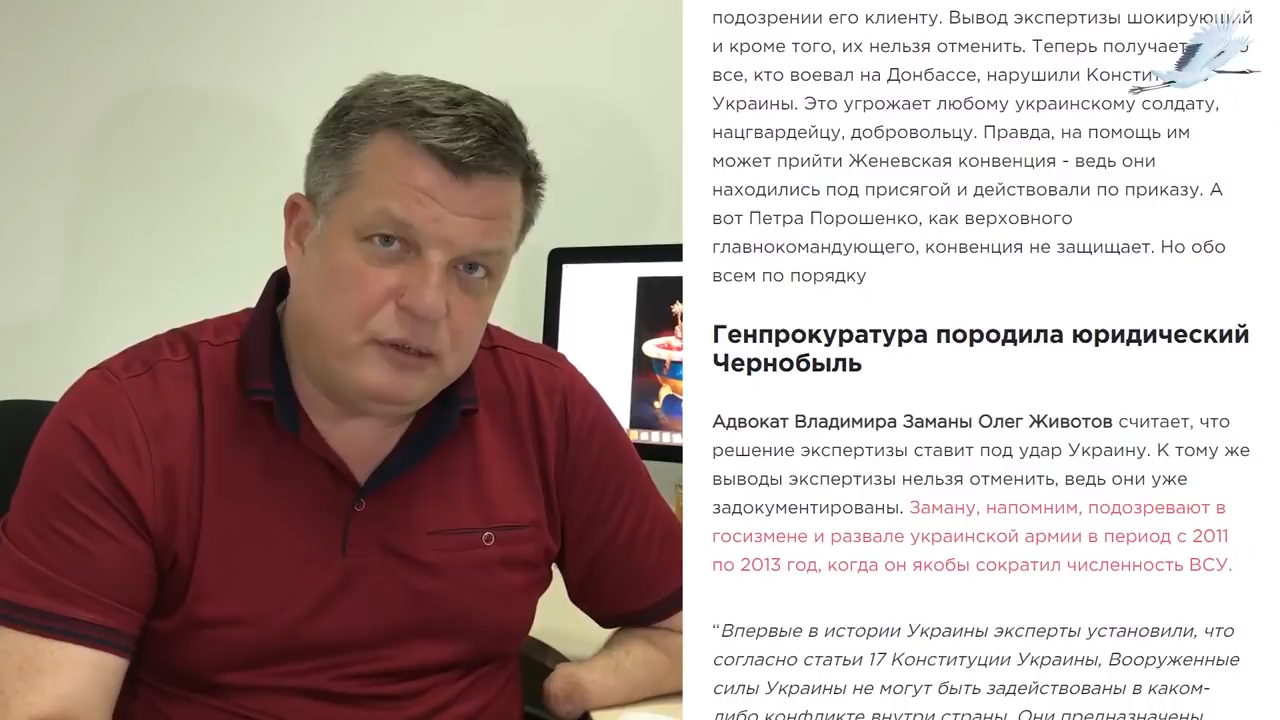 подозрении его клиенту. Вывод экспертизы шокирующий
и кроме того, их нельзя отменить. Теперь
все, кто воевал на Донбассе, нарушили
Украины. Это угрожает любому украинскому солдату,
нацгвардейцу, добровольцу. Правда, на помощь им
может прийти Женевская конвенция - ведь они
находились под присягой и действовали по приказу. А
вот Петра Порошенко, как верховного
главнокомандующего, конвенция не защищает. Но обо
всем по порядку
Генпрокуратура породила юридический
Чернобыль
Адвокат Владимира Заманы Олег Животов считает, что
решение экспертизы ставит под удар Украину. К тому же
выводы экспертизы нельзя отменить, ведь они уже
задокументированы. Заману, напомним, подозревают в
госизмене и развале украинской армии в период с 2011
по 2013 год, когда он якобы сократил численность ВСУ.
“Впервые в истории Украины эксперты установили, что
согласно статьи 17 Конституции Украины, Вооруженные
силы Украины не могут быть задействованы в каком-
либо конфликте внутри страны. Они предназначены